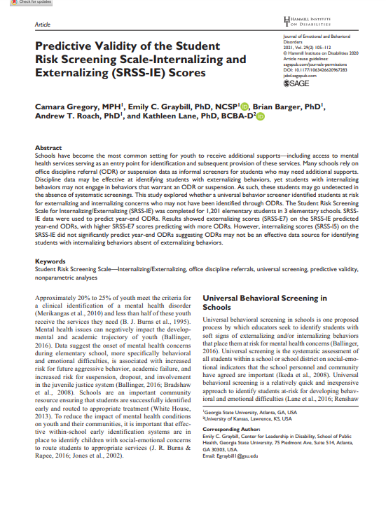 Check for updates
Article
HAMMILL INSTITUTE
ON DISABILITIES
Predictive Validity of the Student
Risk Screening Scale-Internalizing and
Externalizing (SRSS-IE) Scores
Journal of Emotional and Behavioral
Disorders
2021, Vol. 29(2) 105–112
© Hammill Institute on Disabilities 2020
Article reuse guidelines:
sagepub.com/journals-permissions
DOI: 10.1177/1063426620967283
jebd.sagepub.com
SAGE
Camara Gregory, MPH¹, Emily C. Graybill, PhD, NCSP¹, Brian Barger, PhD¹,
Andrew T. Roach, PhD¹, and Kathleen Lane, PhD, BCBA-D²
Abstract
Schools have become the most common setting for youth to receive additional supports—including access to mental
health services serving as an entry point for identification and subsequent provision of these services. Many schools rely on
office discipline referral (ODR) or suspension data as informal screeners for students who may need additional supports.
Discipline data may be effective at identifying students with externalizing behaviors, yet students with internalizing
behaviors may not engage in behaviors that warrant an ODR or suspension. As such, these students may go undetected in
the absence of systematic screenings. This study explored whether a universal behavior screener identified students at risk
for externalizing and internalizing concerns who may not have been identified through ODRs. The Student Risk Screening
Scale for Internalizing/Externalizing (SRSS-IE) was completed for 1,201 elementary students in 3 elementary schools. SRSS-
IE data were used to predict year-end ODRs. Results showed externalizing scores (SRSS-E7) on the SRSS-IE predicted
year-end ODRs, with higher SRSS-E7 scores predicting with more ODRs. However, internalizing scores (SRSS-I5) on the
SRSS-IE did not significantly predict year-end ODRs suggesting ODRs may not be an effective data source for identifying
students with internalizing behaviors absent of externalizing behaviors.
Keywords
Student Risk Screening Scale—Internalizing/Externalizing, office discipline referrals, universal screening, predictive validity,
nonparametric analyses
Approximately 20% to 25% of youth meet the criteria for
a clinical identification of a mental health disorder
(Merikangas et al., 2010) and less than half of these youth
receive the services they need (B. J. Burns et al., 1995).
Mental health issues can negatively impact the develop-
mental and academic trajectory of youth (Ballinger,
2016). Data suggest the onset of mental health concerns
during elementary school, more specifically behavioral
and emotional difficulties, is associated with increased
risk for future aggressive behavior, academic failure, and
increased risk for suspension, dropout, and involvement
in the juvenile justice system (Ballinger, 2016; Bradshaw
et al., 2008). Schools are an important community
resource ensuring that students are successfully identified
early and routed to appropriate treatment (White House,
2013). To reduce the impact of mental health conditions
on youth and their communities, it is important that effec-
tive within-school early identification systems are in
place to identify children with social-emotional concerns
to route students to appropriate services (J. R. Burns &
Rapee, 2016; Jones et al., 2002).
Universal Behavioral Screening in
Schools
Universal behavioral screening in schools is one proposed
process by which educators seek to identify students with
soft signs of externalizing and/or internalizing behaviors
that place them at risk for mental health concerns (Ballinger,
2016). Universal screening is the systematic assessment of
all students within a school or school district on social-emo-
tional indicators that the school personnel and community
have agreed are important (Ikeda et al., 2008). Universal
behavioral screening is a relatively quick and inexpensive
approach to identify students at-risk for developing behav-
ioral and emotional difficulties (Lane et al., 2016; Renshaw
¹Georgia State University, Atlanta, GA, USA
²University of Kansas, Lawrence, KS, USA
Corresponding Author:
Emily C. Graybill, Center for Leadership in Disability, School of Public
Health, Georgia State University, 75 Piedmont Ave, Suite 514, Atlanta,
GA 30303, USA.
Email: Egraybill1@gsu.edu